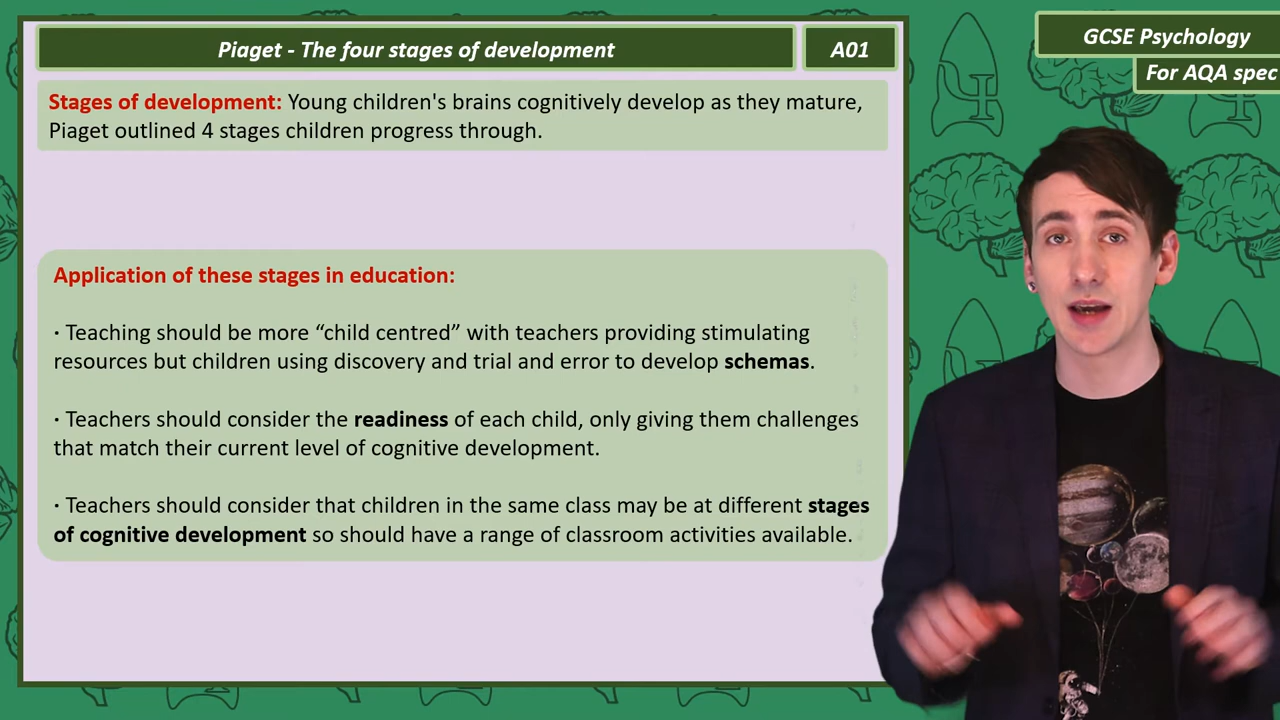 Piaget - The four stages of development
A01
GCSE Psychology
For AQA spec
Stages of development: Young children's brains cognitively develop as they mature,
Piaget outlined 4 stages children progress through.
Application of these stages in education:
· Teaching should be more “child centred” with teachers providing stimulating
resources but children using discovery and trial and error to develop schemas.
· Teachers should consider the readiness of each child, only giving them challenges
that match their current level of cognitive development.
· Teachers should consider that children in the same class may be at different stages
of cognitive development so should have a range of classroom activities available.